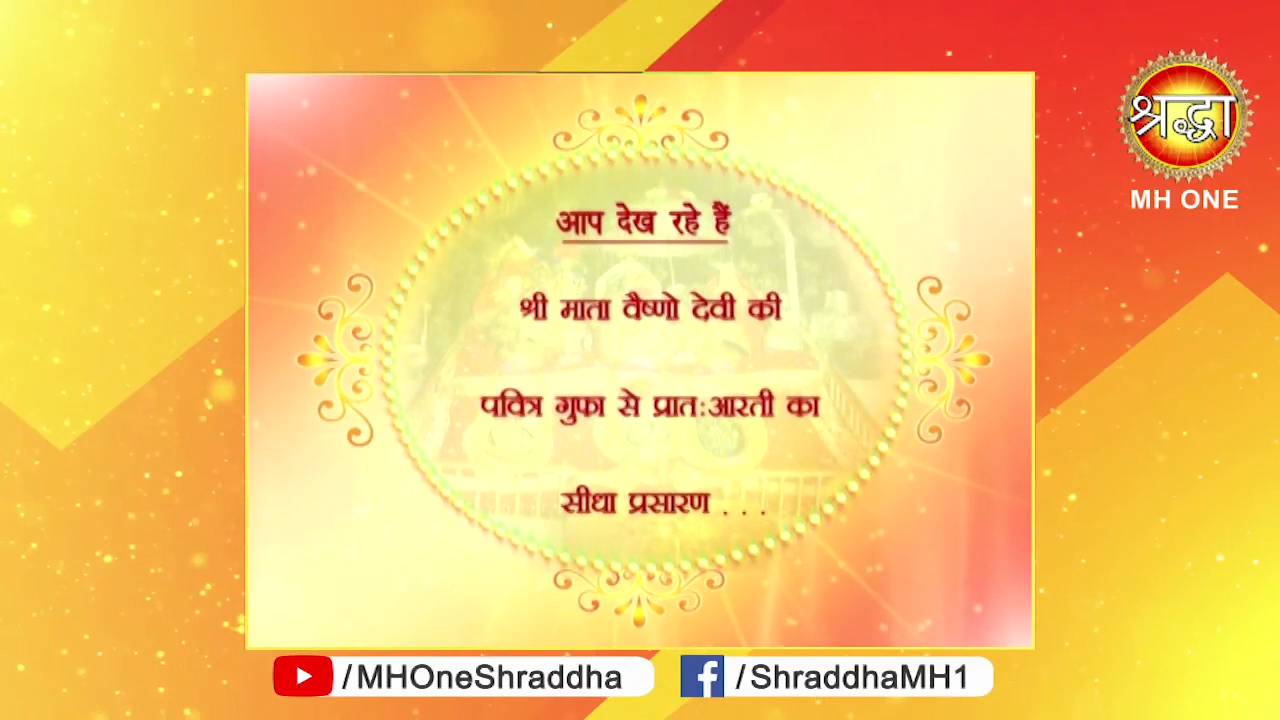 श्रद्धा
MH ONE
आप देख रहे हैं
श्री माता वैष्णो देवी की
पवित्र गुफा से प्रातःआरती का
सीधा प्रसारण . . .
/MHOneShraddha
/ShraddhaMH1